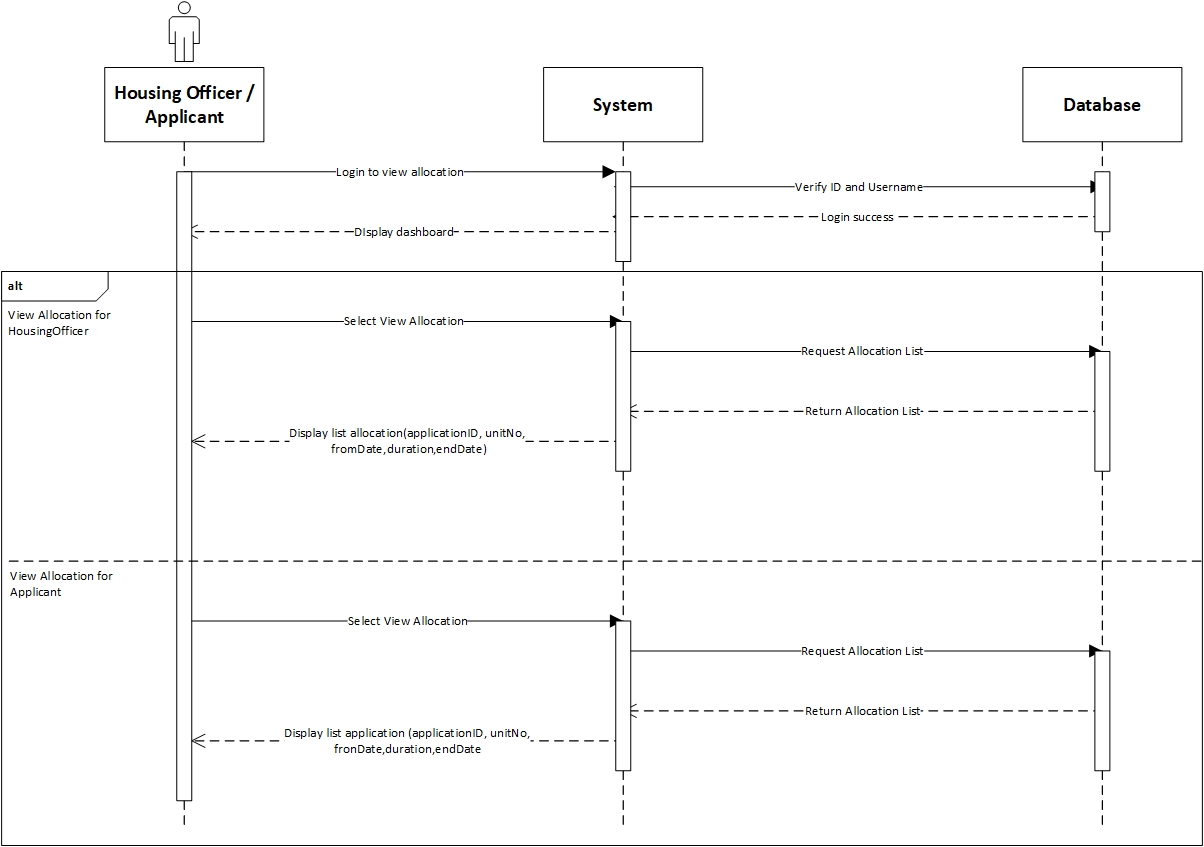 Housing Officer /
Applicant
System
Database
Login to view allocation
Verify ID and Username
Login success
DIsplay dashboard
alt
View Allocation for
HousingOfficer
Select View Allocation
Request Allocation List
Return Allocation List
Display list allocation(applicationID, unitNo,
fromDate,duration,endDate)
View Allocation for
Applicant
Select View Allocation
Request Allocation List
Return Allocation List
Display list application (applicationID, unitNo,
fronDate,duration,endDate